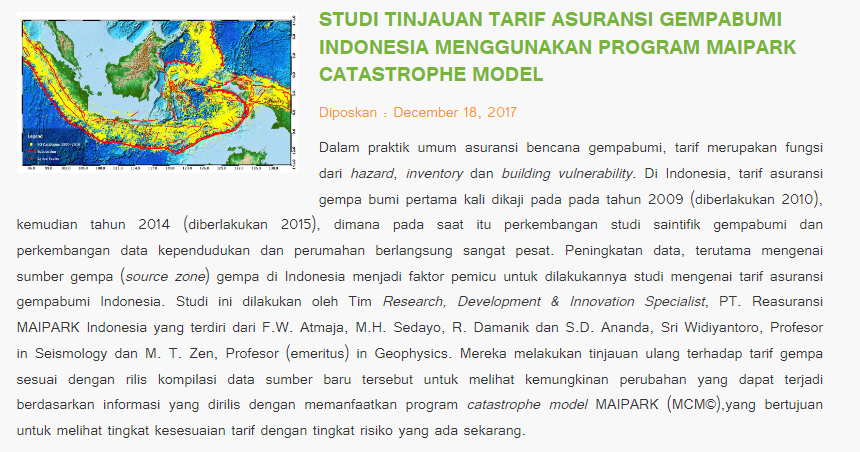 STUDI TINJAUAN TARIF ASURANSI GEMPABUMI
INDONESIA MENGGUNAKAN PROGRAM MAIPARK
CATASTROPHE MODEL
Diposkan : December 18, 2017
Dalam praktik umum asuransi bencana gempabumi, tarif merupakan fungsi
dari hazard, inventory dan building vulnerability. Di Indonesia, tarif asuransi
gempa bumi pertama kali dikaji pada pada tahun 2009 (diberlakukan 2010),
kemudian tahun 2014 (diberlakukan 2015), dimana pada saat itu perkembangan studi saintifik gempabumi dan
perkembangan data kependudukan dan perumahan berlangsung sangat pesat. Peningkatan data, terutama mengenai
sumber gempa (source zone) gempa di Indonesia menjadi faktor pemicu untuk dilakukannya studi mengenai tarif asuransi
gempabumi Indonesia. Studi ini dilakukan oleh Tim Research, Development & Innovation Specialist, PT. Reasuransi
MAIPARK Indonesia yang terdiri dari F.W. Atmaja, M.H. Sedayo, R. Damanik dan S.D. Ananda, Sri Widiyantoro, Profesor
in Seismology dan M. T. Zen, Profesor (emeritus) in Geophysics. Mereka melakukan tinjauan ulang terhadap tarif gempa
sesuai dengan rilis kompilasi data sumber baru tersebut untuk melihat kemungkinan perubahan yang dapat terjadi
berdasarkan informasi yang dirilis dengan memanfaatkan program catastrophe model MAIPARK (MCM©),yang bertujuan
untuk melihat tingkat kesesuaian tarif dengan tingkat risiko yang ada sekarang.
Legend